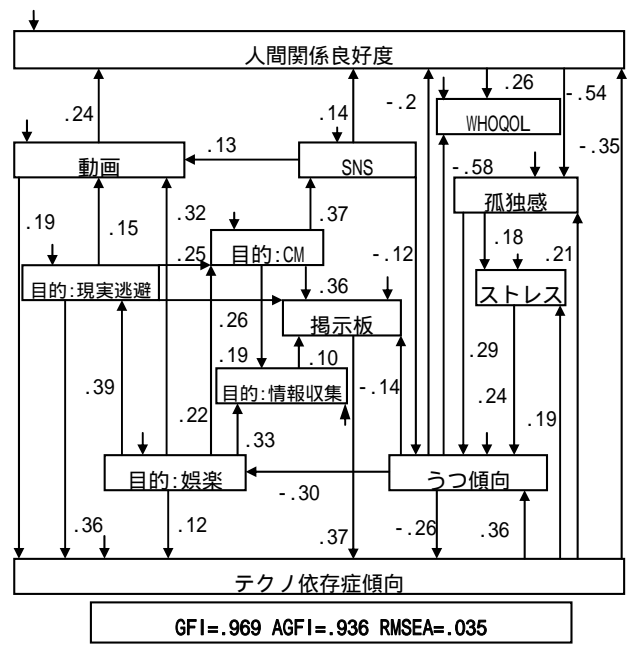 人間関係良好度
.24
.14
-.2
.26
-.54
WHOQOL
-.35
.13
動画
SNS
-.58
孤独感
.19
.15
.32
.37
-.12
.18
.21
.25
目的:CM
目的:現実逃避
.36
ストレス
.26
掲示板
.19
.10
.29
.39
目的:情報収集
-.14
.24
.22
.33
.19
目的:娯楽
-.30
うつ傾向
.36
.12
.37
-.26
.36
テクノ依存症傾向
GFI=.969 AGFI=.936 RMSEA=.035